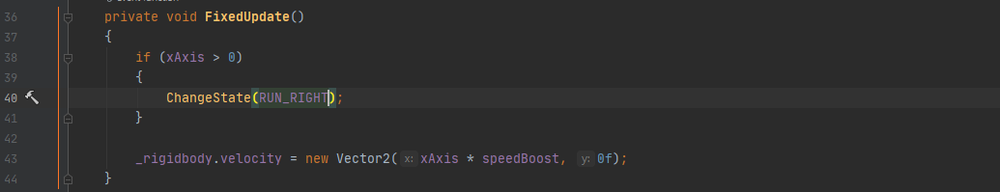 36 private void FixedUpdate()
37 {
38 if (xAxis > 0)
39 {
40 ChangeState(RUN_RIGHT);
41 }
42
43 _rigidbody.velocity = new Vector2(x: xAxis * speedBoost, y: 0f);
44 }